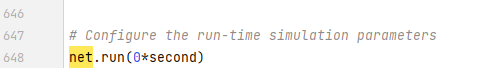 646
647 # Configure the run-time simulation parameters
648 net.run(0*second)